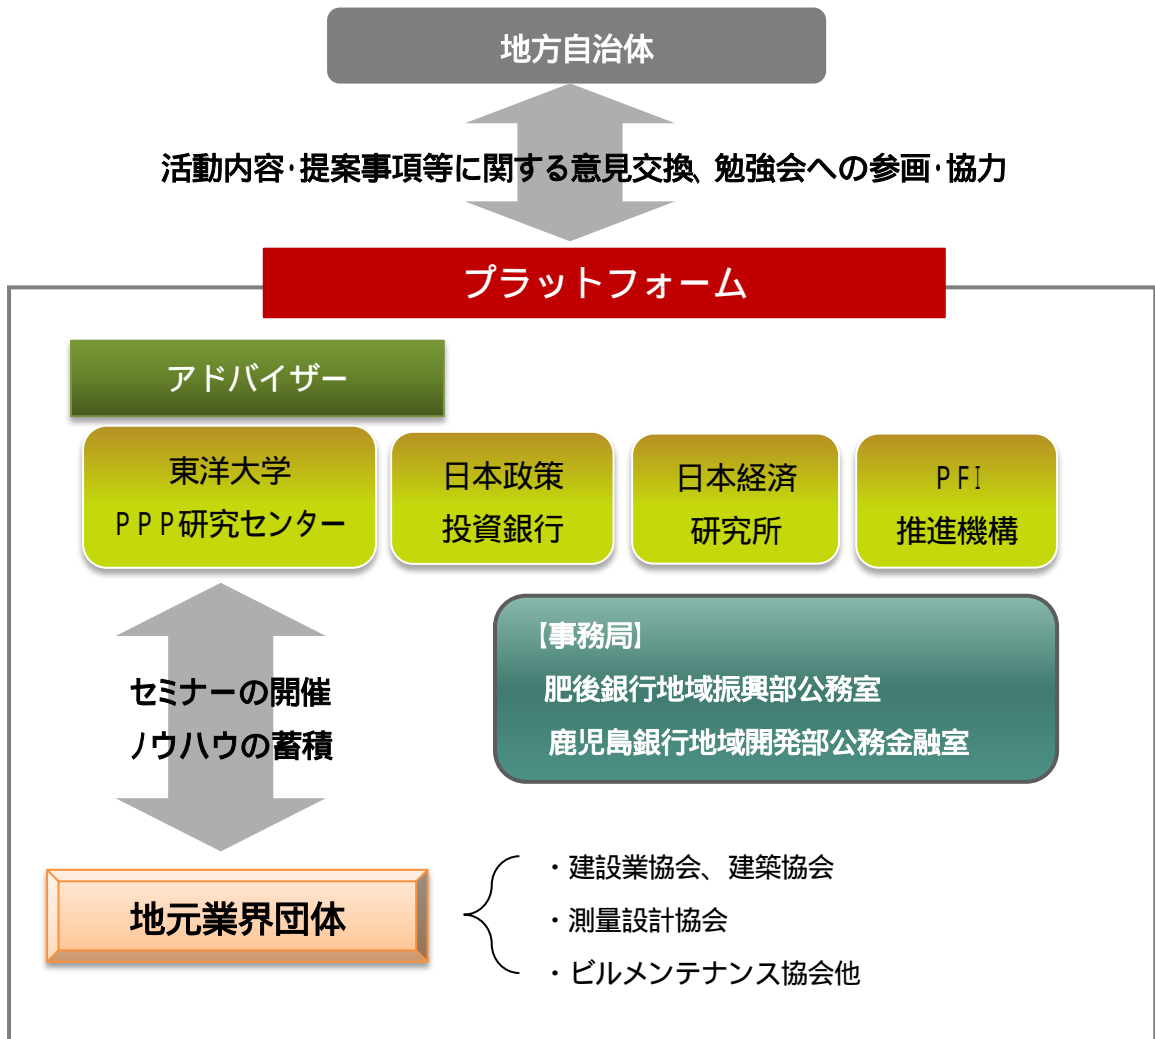 地方自治体
活動内容・提案事項等に関する意見交換、勉強会への参画・協力
プラットフォーム
アドバイザー
東洋大学
ＰＰＰ研究センター
日本政策
投資銀行
日本経済
研究所
ＰＦＩ
推進機構
【事務局】
肥後銀行地域振興部公務室
鹿児島銀行地域開発部公務金融室
セミナーの開催
ノウハウの蓄積
地元業界団体
・建設業協会、建築協会
・測量設計協会
・ビルメンテナンス協会他